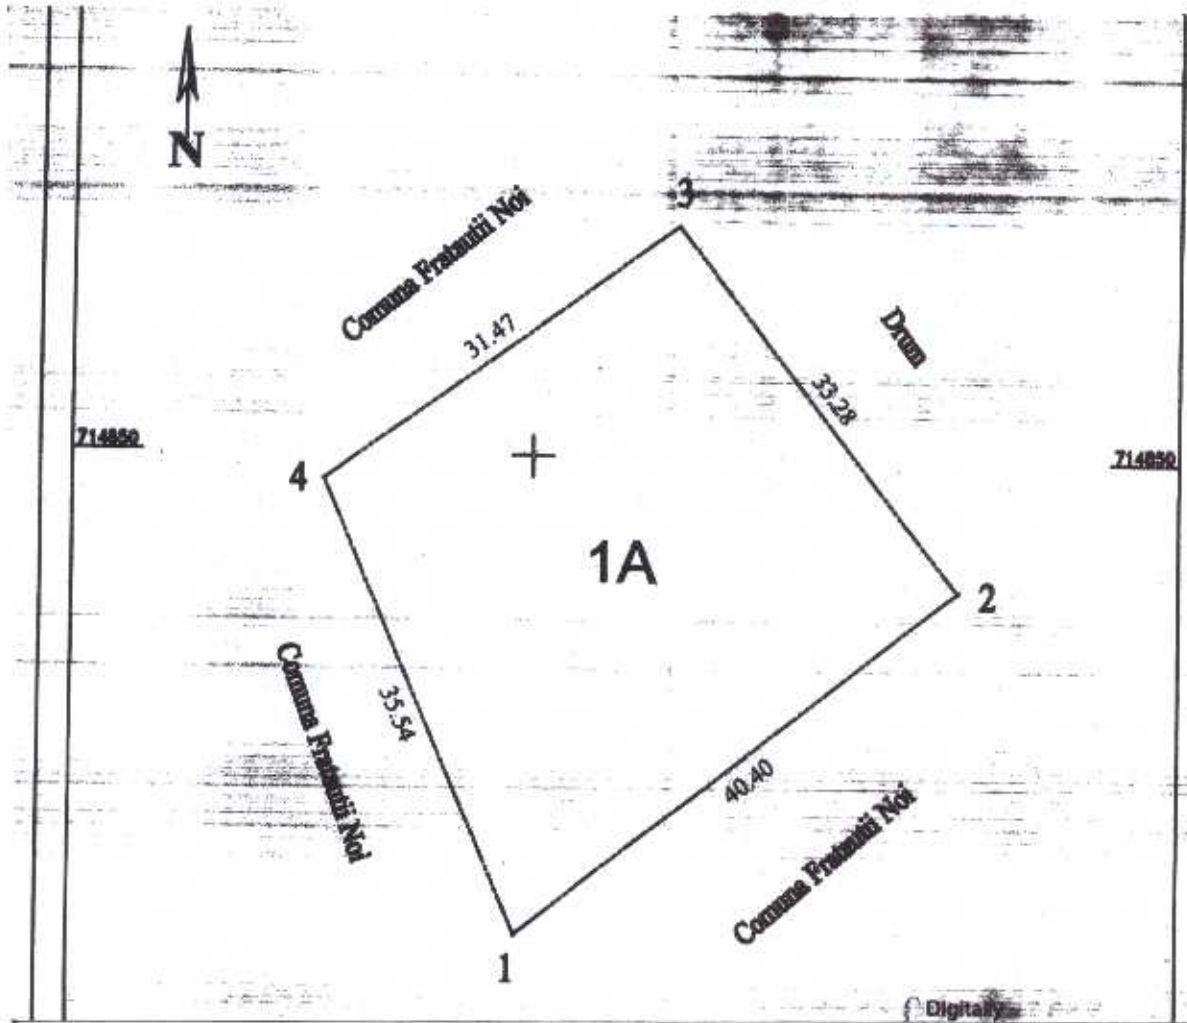 N
3
Comuna Fratautii Noi
31.47
Drum
33.28
714850
714850
4
1A
2
Comuna Fratautii Noi
35.54
40.40
Comuna Fratautii Noi
1
Digitally